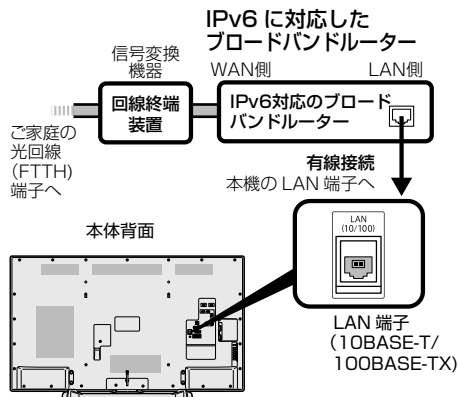 IPv6 に対応した
ブロードバンドルーター
信号変換
機器
WAN側
LAN側
回線終端
装置
IPv6対応のブロード
バンドルーター
ご家庭の
光回線
(FTTH)
端子へ
有線接続
本機の LAN 端子へ
LAN
(10/100)
本体背面
LAN 端子
(10BASE-T/
100BASE-TX)